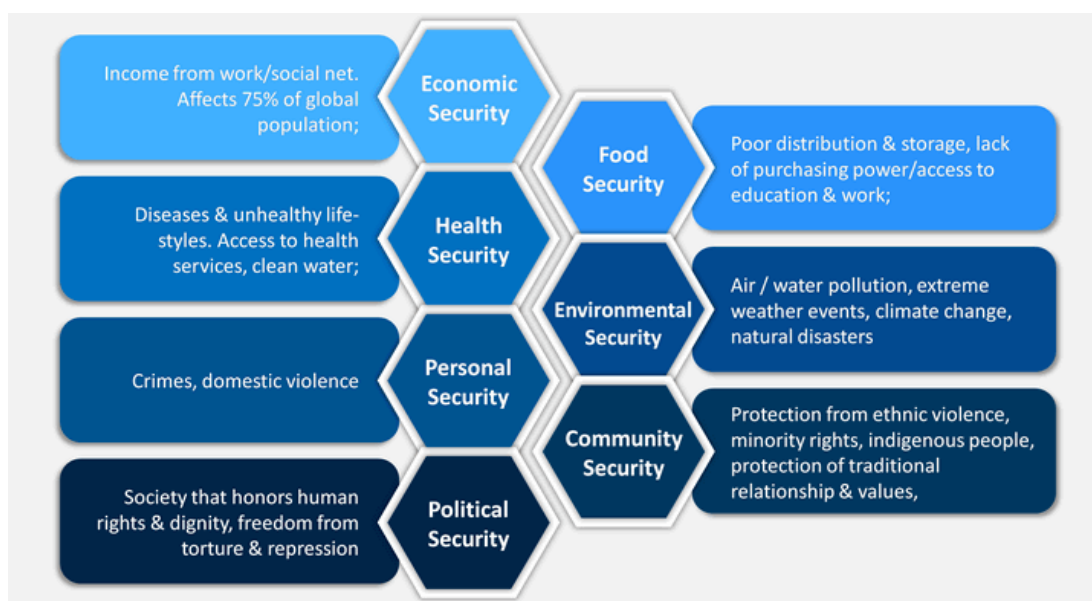 Income from work/social net.
Affects 75% of global
population;
Economic
Security
Food
Security
Poor distribution & storage, lack
of purchasing power/access to
education & work;
Diseases & unhealthy life-
styles. Access to health
services, clean water;
Health
Security
Environmental
Security
Air / water pollution, extreme
weather events, climate change,
natural disasters
Crimes, domestic violence
Personal
Security
Community
Security
Protection from ethnic violence,
minority rights, indigenous people,
protection of traditional
relationship & values,
Society that honors human
rights & dignity, freedom from
torture & repression
Political
Security